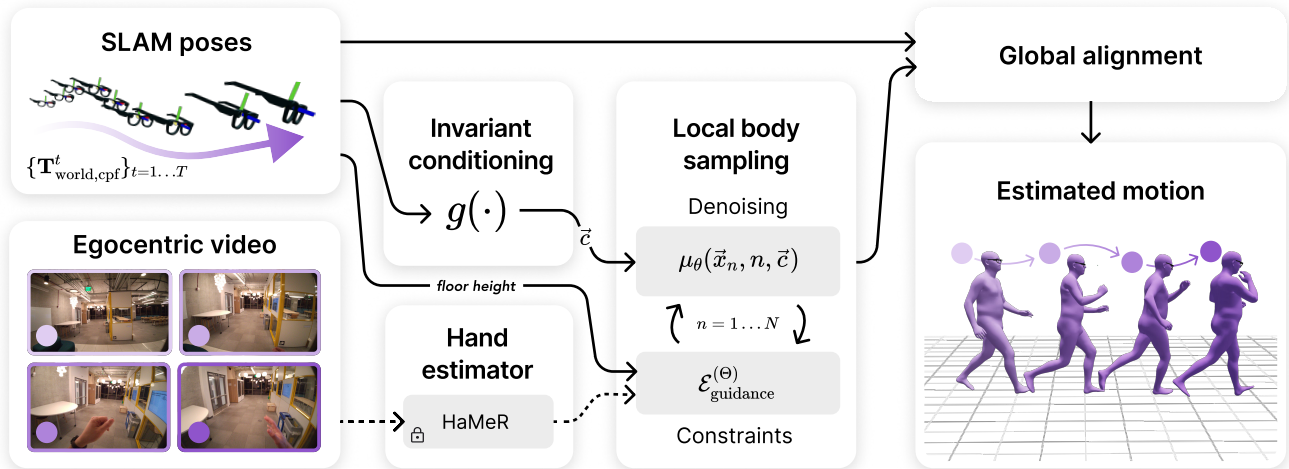 SLAM poses
{T^t_world,cpf}_t=1...T
Egocentric video
Invariant
conditioning
g(·)
c⃗
floor height
Hand
estimator
HaMeR
Local body
sampling
Denoising
μ_θ(x⃗_n, n, c⃗)
n = 1 ... N
ℰ^(Θ)_guidance
Constraints
Global alignment
Estimated motion